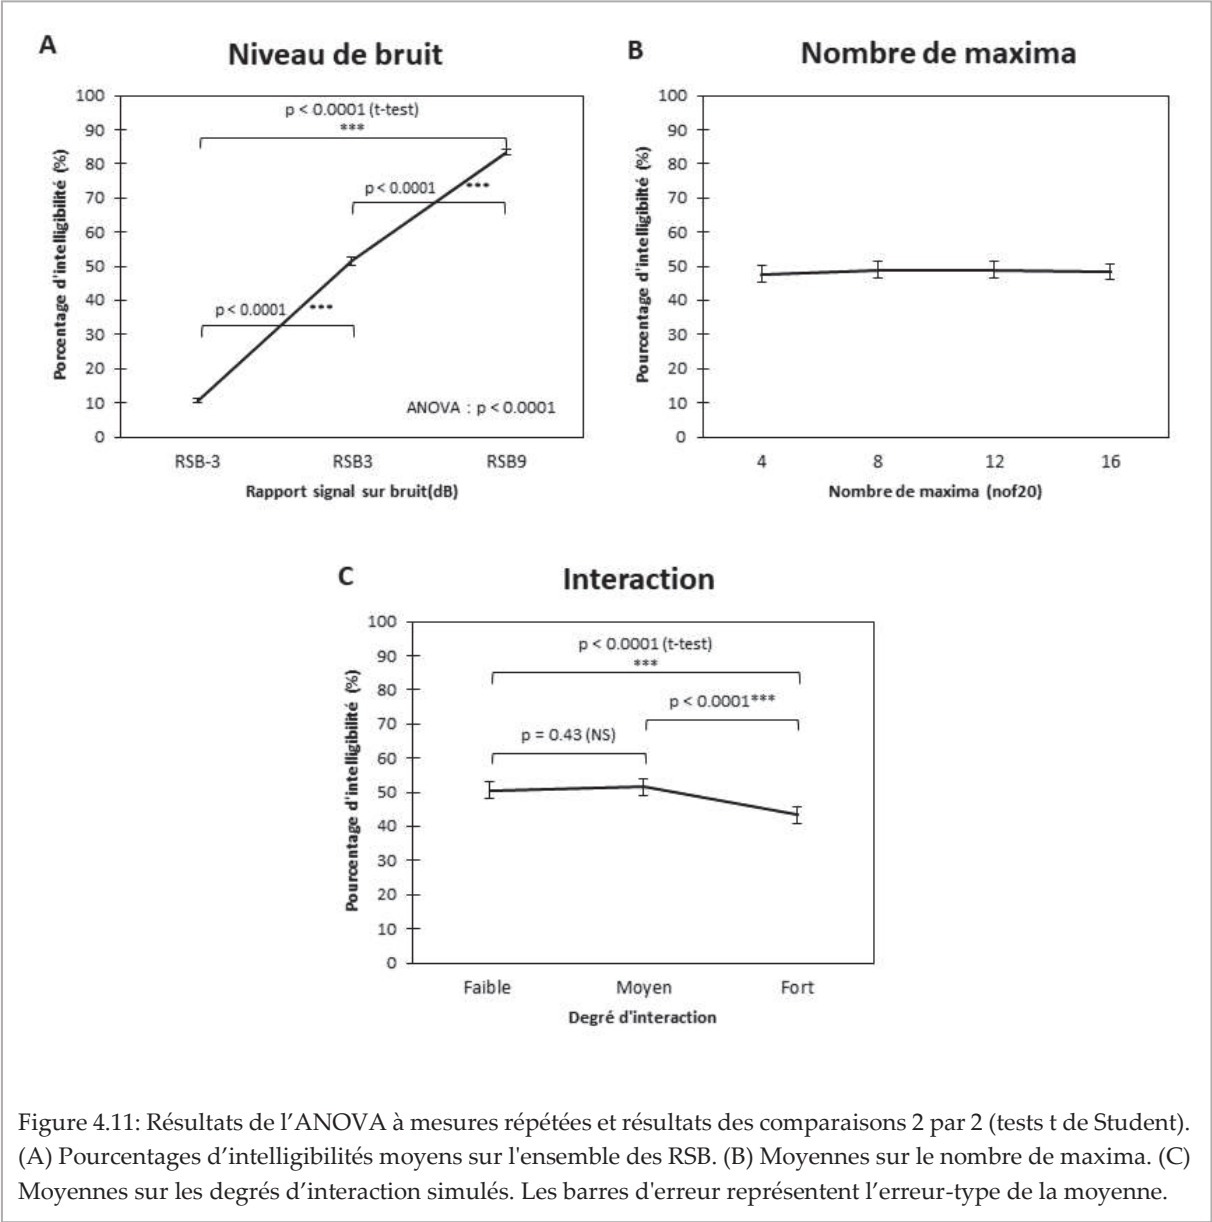 A
Niveau de bruit
100
90
80
70
60
50
40
30
20
10
0
Porcentage d'intelligibilité (%)
p < 0.0001 (t-test)
***
p < 0.0001 ***
p < 0.0001 ***
ANOVA : p < 0.0001
RSB-3 RSB3 RSB9
Rapport signal sur bruit(dB)
B
Nombre de maxima
100
90
80
70
60
50
40
30
20
10
0
Pourcentage d'intelligibilté (%)
4 8 12 16
Nombre de maxima (nof20)
C
Interaction
100
90
80
70
60
50
40
30
20
10
0
Pourcentage d'intelligibilité (%)
p < 0.0001 (t-test)
***
p < 0.0001***
p = 0.43 (NS)
Faible Moyen Fort
Degré d'interaction
Figure 4.11: Résultats de l’ANOVA à mesures répétées et résultats des comparaisons 2 par 2 (tests t de Student).
(A) Pourcentages d’intelligibilités moyens sur l'ensemble des RSB. (B) Moyennes sur le nombre de maxima. (C)
Moyennes sur les degrés d’interaction simulés. Les barres d'erreur représentent l’erreur-type de la moyenne.